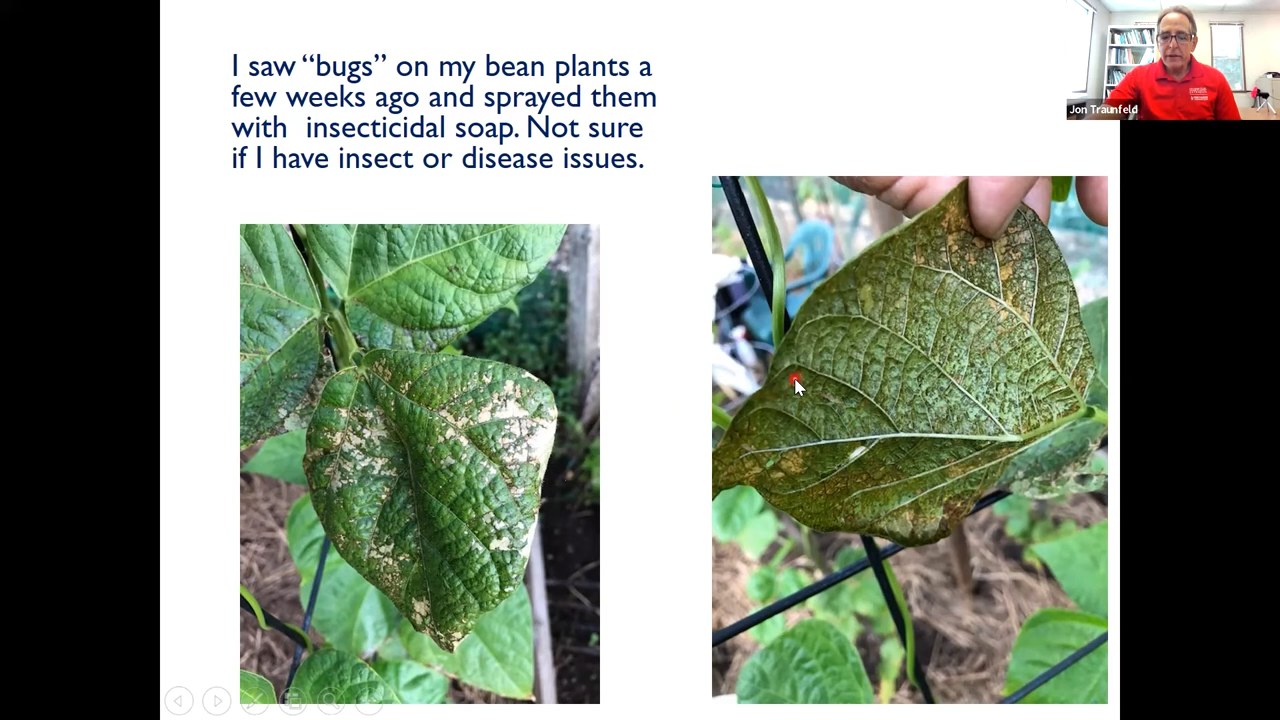 I saw “bugs” on my bean plants a
few weeks ago and sprayed them
with  insecticidal soap. Not sure
if I have insect or disease issues.
Jon Traunfeld